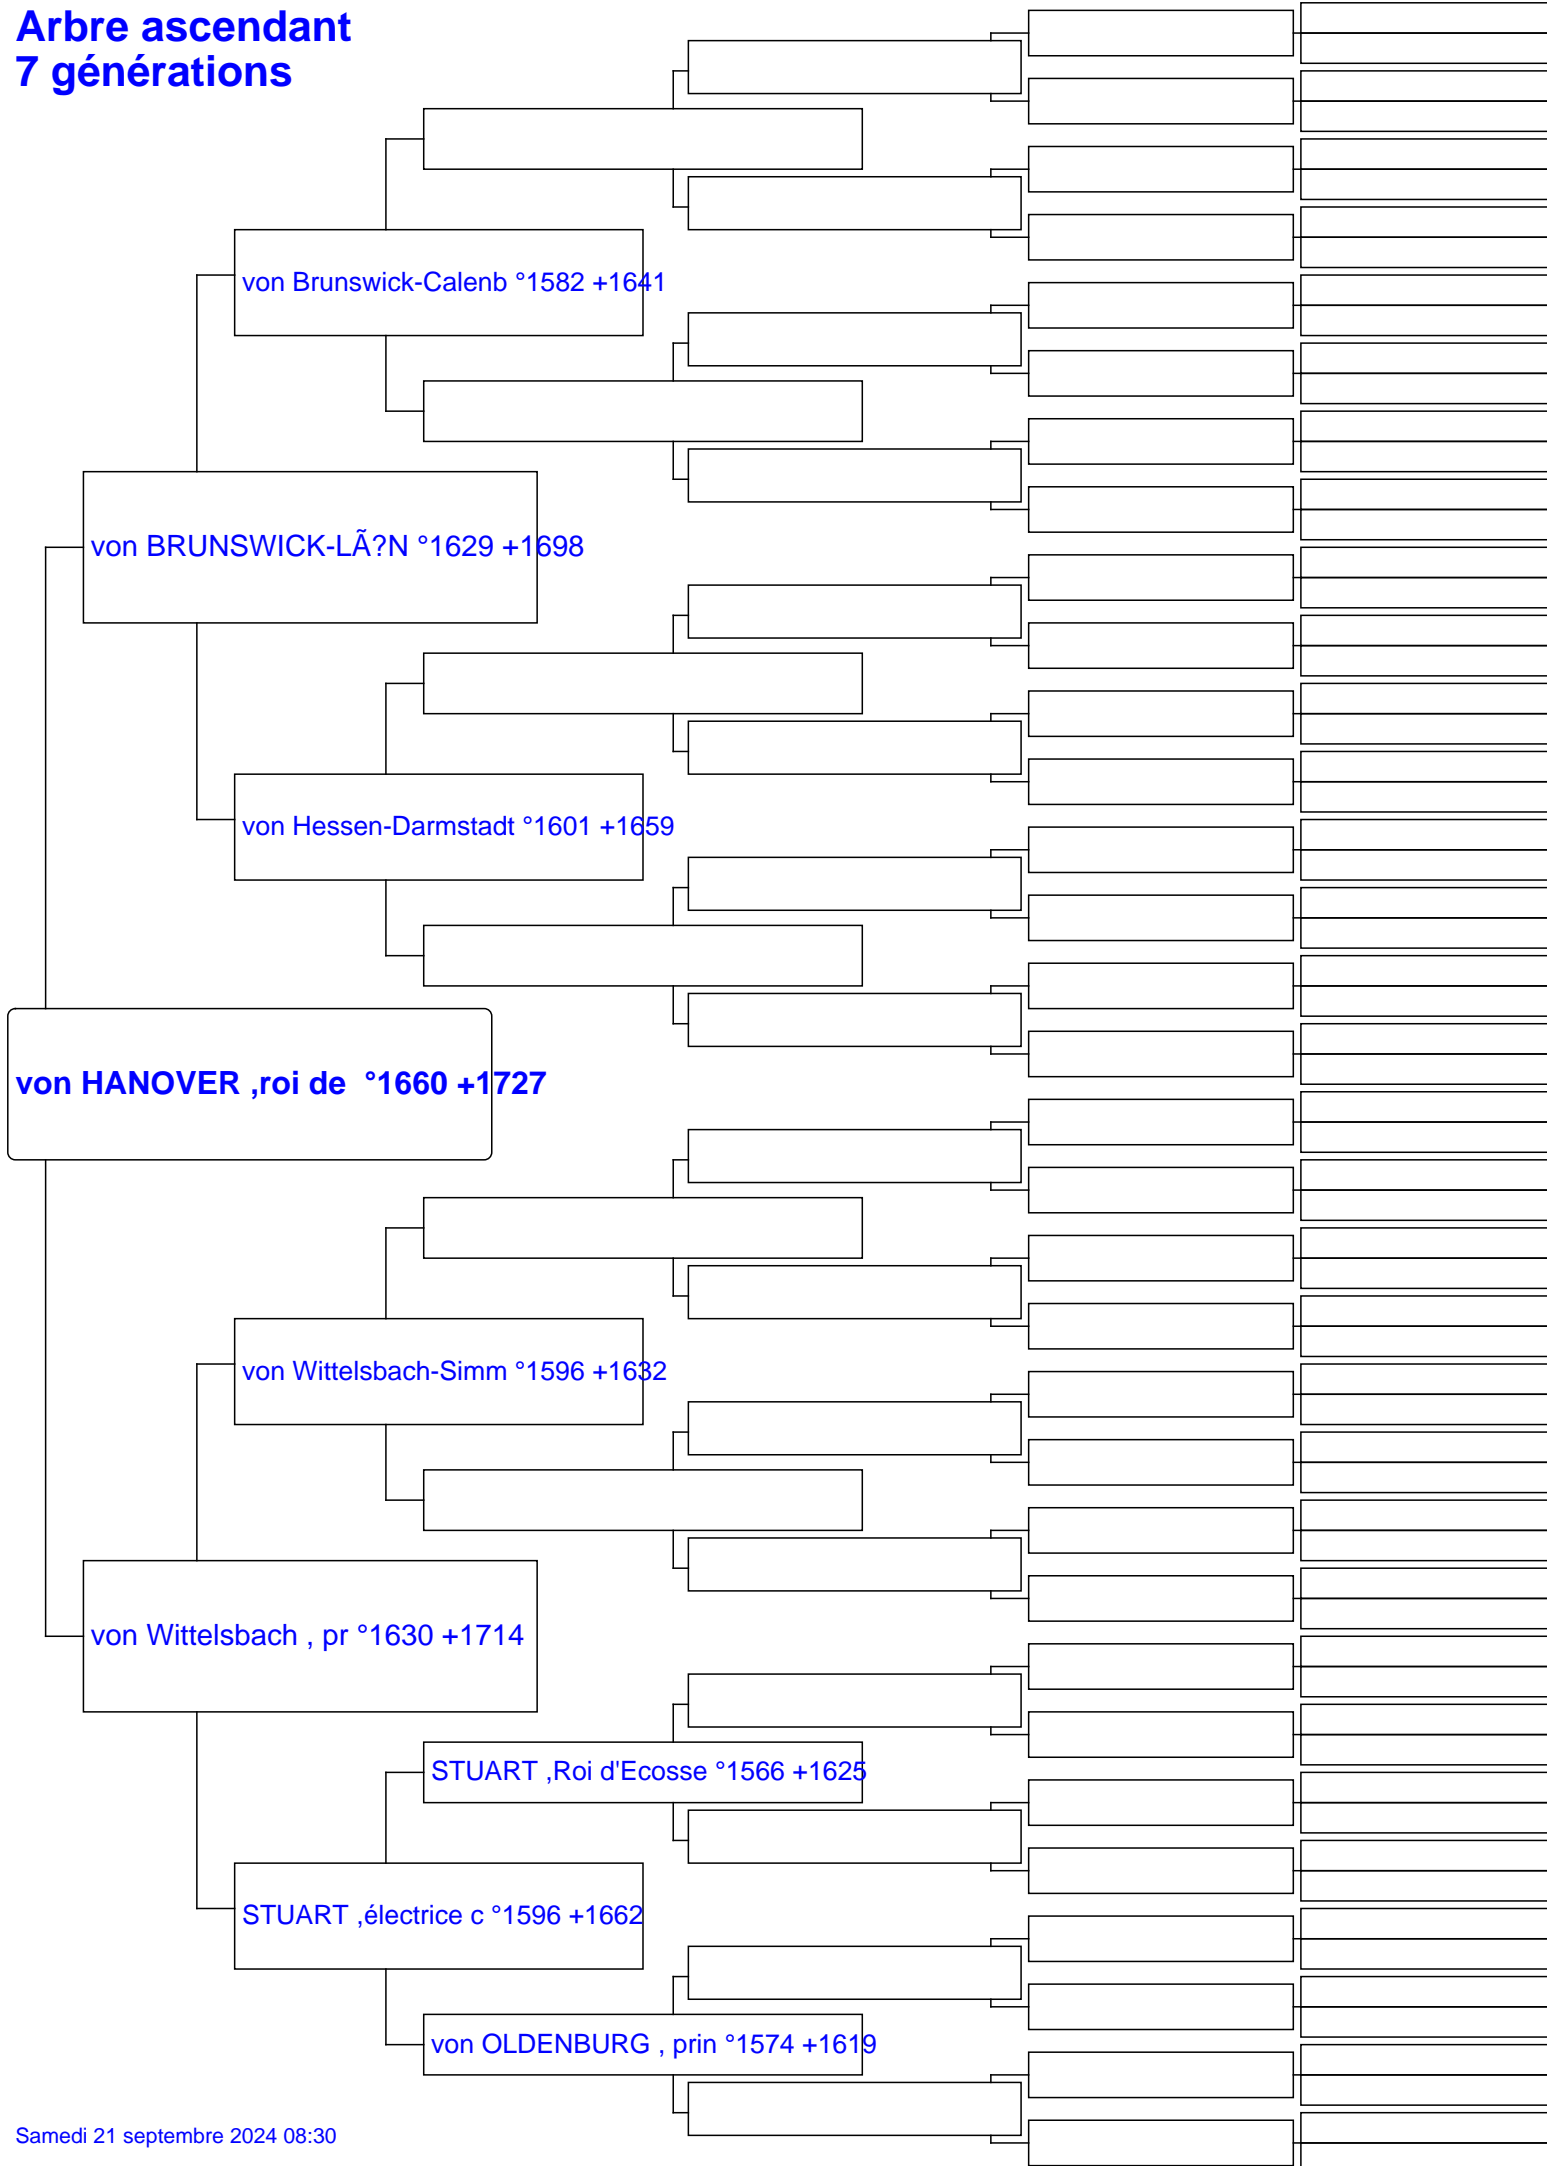 Arbre ascendant
7 générations
von Brunswick-Calenb °1582 +1641
von BRUNSWICK-LÃ?N °1629 +1698
von Hessen-Darmstadt °1601 +1659
von HANOVER ,roi de  °1660 +1727
von Wittelsbach-Simm °1596 +1632
von Wittelsbach , pr °1630 +1714
STUART ,Roi d'Ecosse °1566 +1625
STUART ,électrice c °1596 +1662
von OLDENBURG , prin °1574 +1619
Samedi 21 septembre 2024 08:30